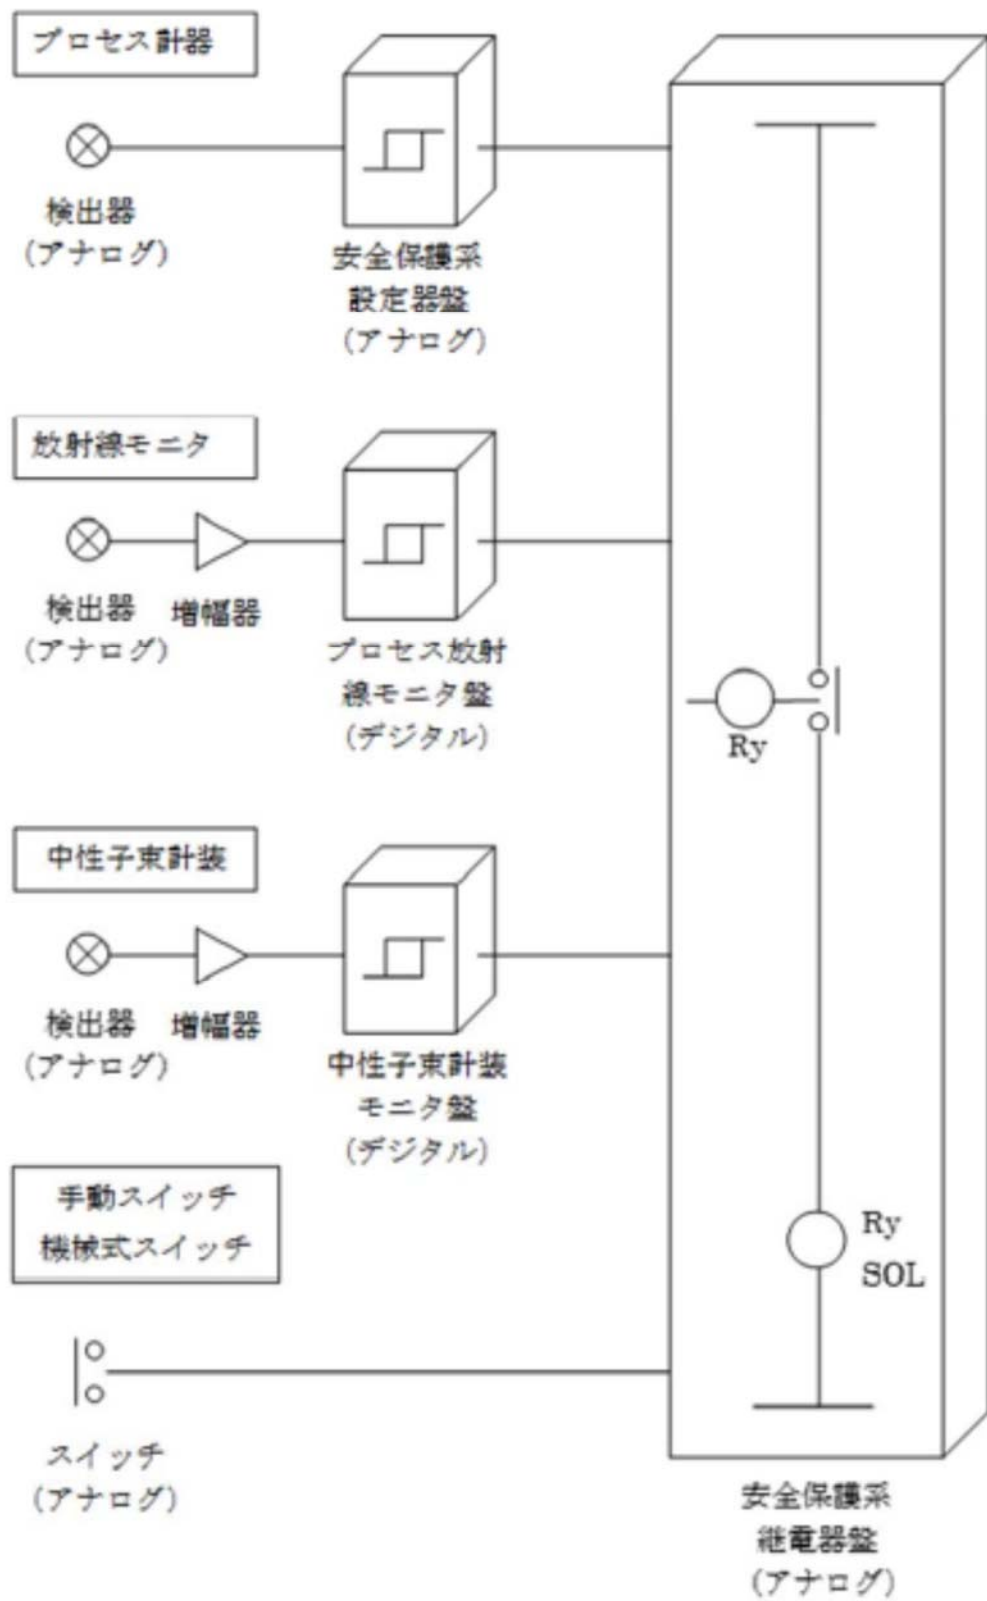 プロセス計器
検出器
(アナログ)
安全保護系
設定器盤
(アナログ)
放射線モニタ
検出器
(アナログ)
増幅器
プロセス放射
線モニタ盤
(デジタル)
Ry
中性子束計装
検出器
(アナログ)
増幅器
中性子束計装
モニタ盤
(デジタル)
手動スイッチ
機械式スイッチ
Ry
SOL
スイッチ
(アナログ)
安全保護系
継電器盤
(アナログ)